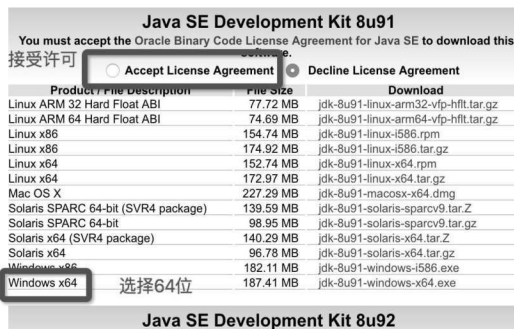 Java SE Development Kit 8u91
You must accept the Oracle Binary Code License Agreement for Java SE to download this
software.
接受许可
Accept License Agreement Decline License Agreement
Product / File Description File Size Download
Linux ARM 32 Hard Float ABI 77.72 MB jdk-8u91-linux-arm32-vfp-hflt.tar.gz
Linux ARM 64 Hard Float ABI 74.69 MB jdk-8u91-linux-arm64-vfp-hflt.tar.gz
Linux x86 154.74 MB jdk-8u91-linux-i586.rpm
Linux x86 174.92 MB jdk-8u91-linux-i586.tar.gz
Linux x64 152.74 MB jdk-8u91-linux-x64.rpm
Linux x64 172.97 MB jdk-8u91-linux-x64.tar.gz
Mac OS X 227.29 MB jdk-8u91-macosx-x64.dmg
Solaris SPARC 64-bit (SVR4 package) 139.59 MB jdk-8u91-solaris-sparcv9.tar.Z
Solaris SPARC 64-bit 98.95 MB jdk-8u91-solaris-sparcv9.tar.gz
Solaris x64 (SVR4 package) 140.29 MB jdk-8u91-solaris-x64.tar.Z
Solaris x64 96.78 MB jdk-8u91-solaris-x64.tar.gz
Windows x86 182.11 MB jdk-8u91-windows-i586.exe
Windows x64 187.41 MB jdk-8u91-windows-x64.exe
选择64位
Java SE Development Kit 8u92